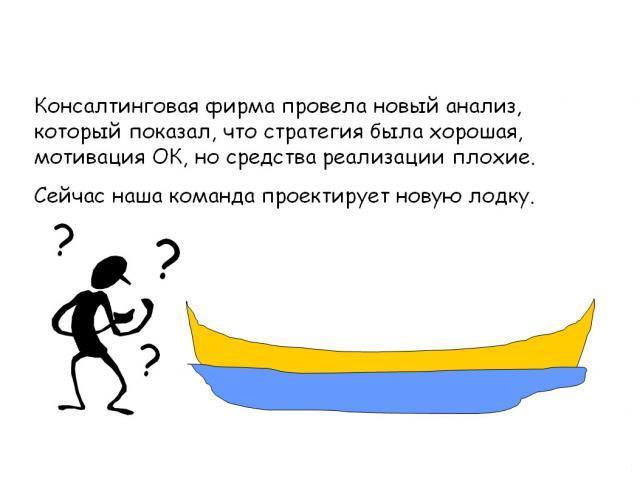 Консалтинговая фирма провела новый анализ,
который показал, что стратегия была хорошая,
мотивация ОК, но средства реализации плохие.
Сейчас наша команда проектирует новую лодку.
?
?
?